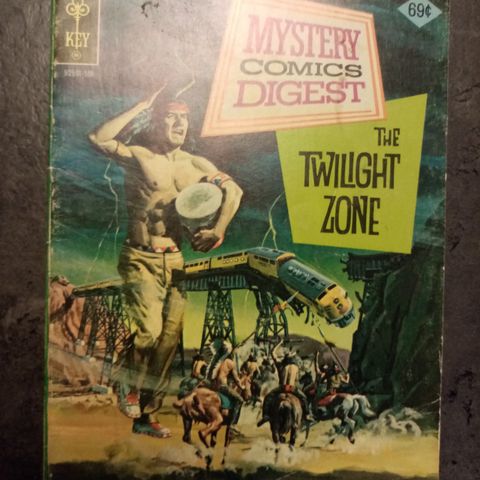 KEY
69¢
MYSTERY
COMICS
DIGEST
THE
TWILIGHT
ZONE